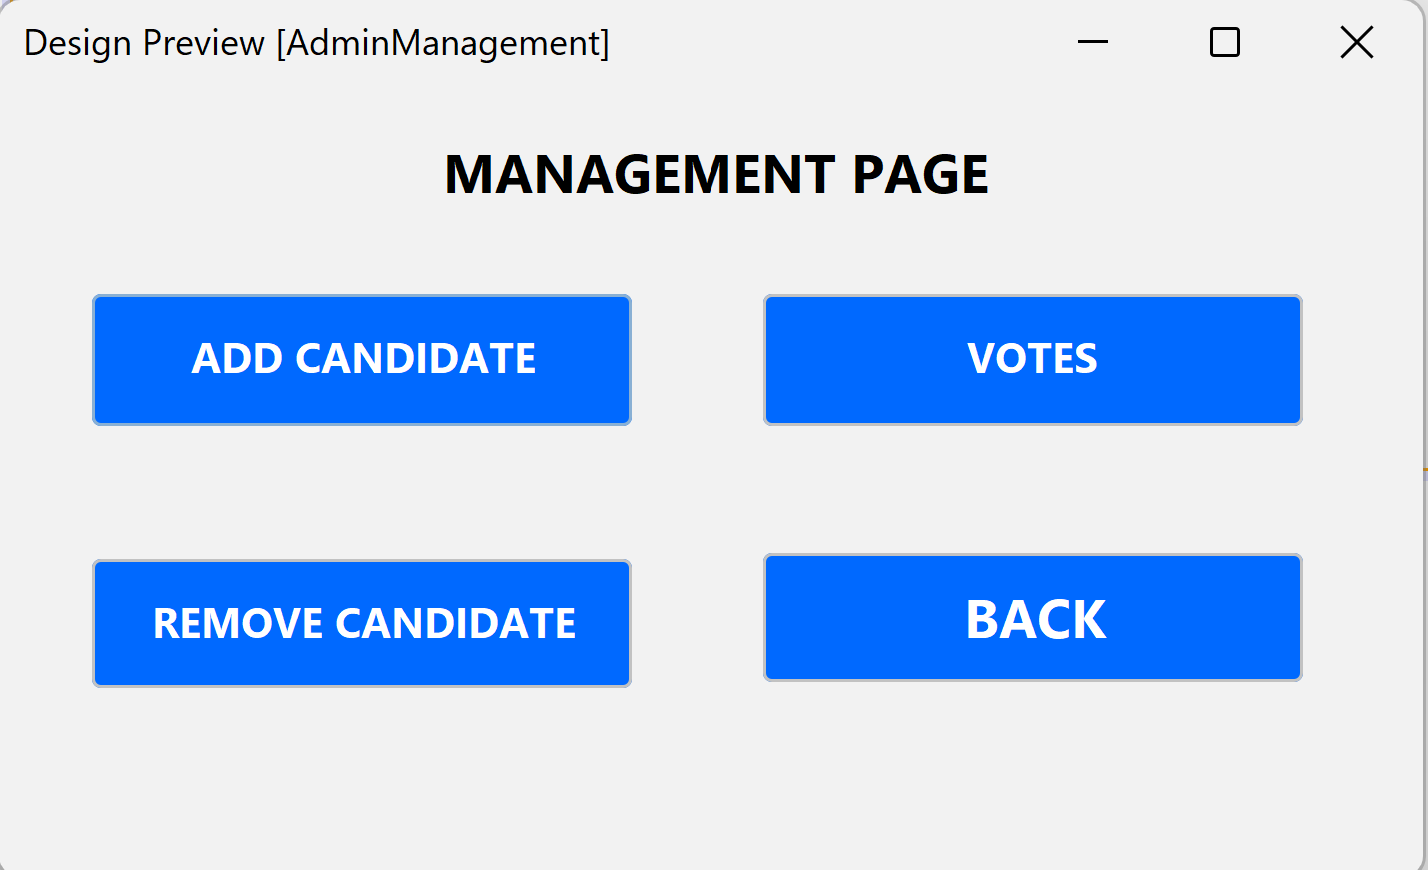 Design Preview [AdminManagement]
MANAGEMENT PAGE
ADD CANDIDATE
VOTES
REMOVE CANDIDATE
BACK